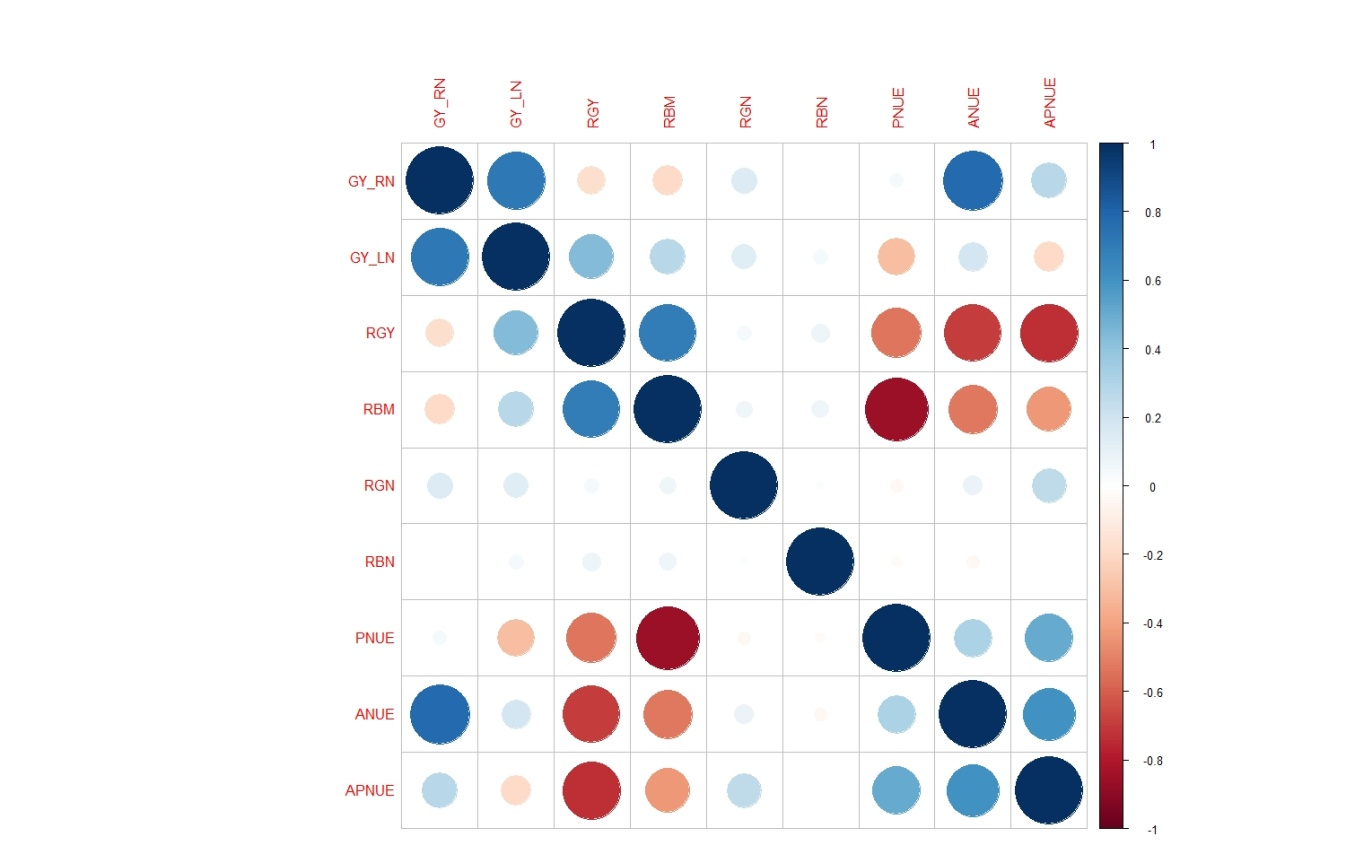 GY_RN GY_LN RGY RBM RGN RBN PNUE ANUE APNUE
GY_RN
GY_LN
RGY
RBM
RGN
RBN
PNUE
ANUE
APNUE
1
0.8
0.6
0.4
0.2
0
-0.2
-0.4
-0.6
-0.8
-1